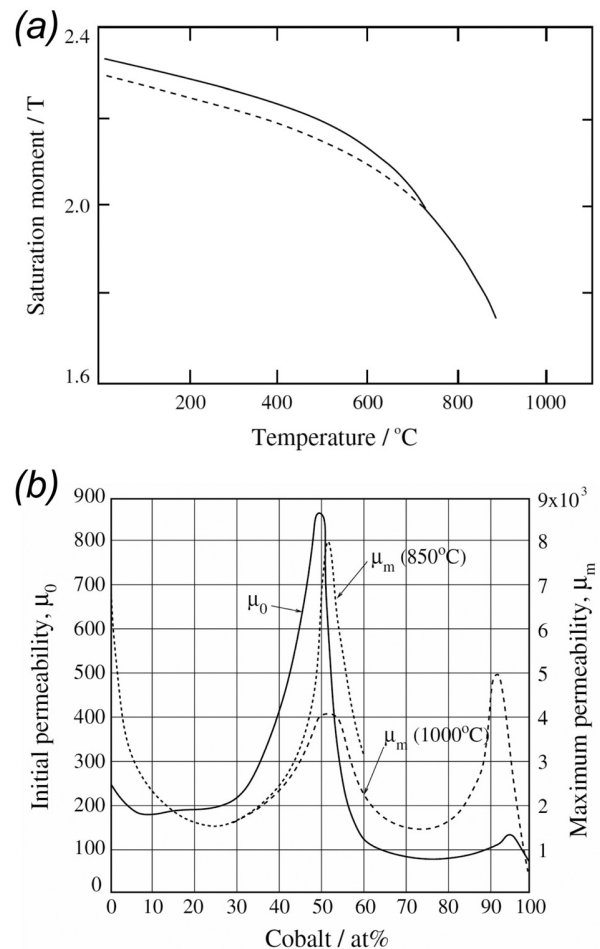 (a)
2.4
2.2
2.0
1.6
Saturation moment / T
200 400 600 800 1000
Temperature / °C
(b)
900
800
700
600
500
400
300
200
100
0
Initial permeability, μ0
9x10³
8
7
6
5
4
3
2
1
Maximum permeability, μm
μ0
μm (850°C)
μm (1000°C)
0 10 20 30 40 50 60 70 80 90 100
Cobalt / at%